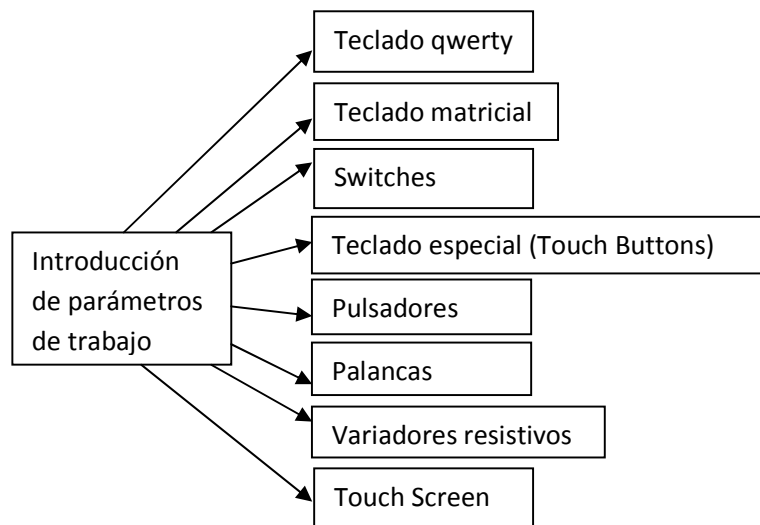 Teclado qwerty
Teclado matricial
Switches
Teclado especial (Touch Buttons)
Introducción
de parámetros
de trabajo
Pulsadores
Palancas
Variadores resistivos
Touch Screen